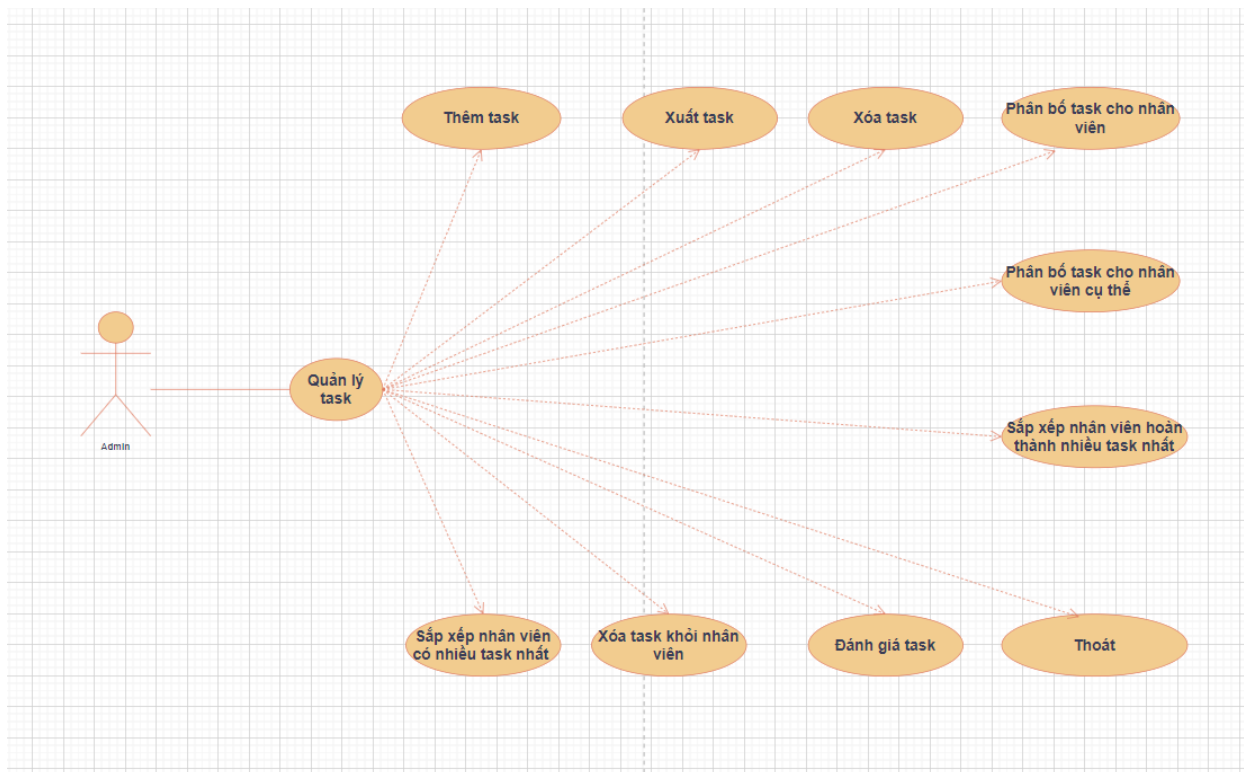 Thêm task
Xuất task
Xóa task
Phân bố task cho nhân
viên
Phân bố task cho nhân
viên cụ thể
Quản lý
task
Admin
Sắp xếp nhân viên hoàn
thành nhiều task nhất
Sắp xếp nhân viên
có nhiều task nhất
Xóa task khỏi nhân
viên
Đánh giá task
Thoát